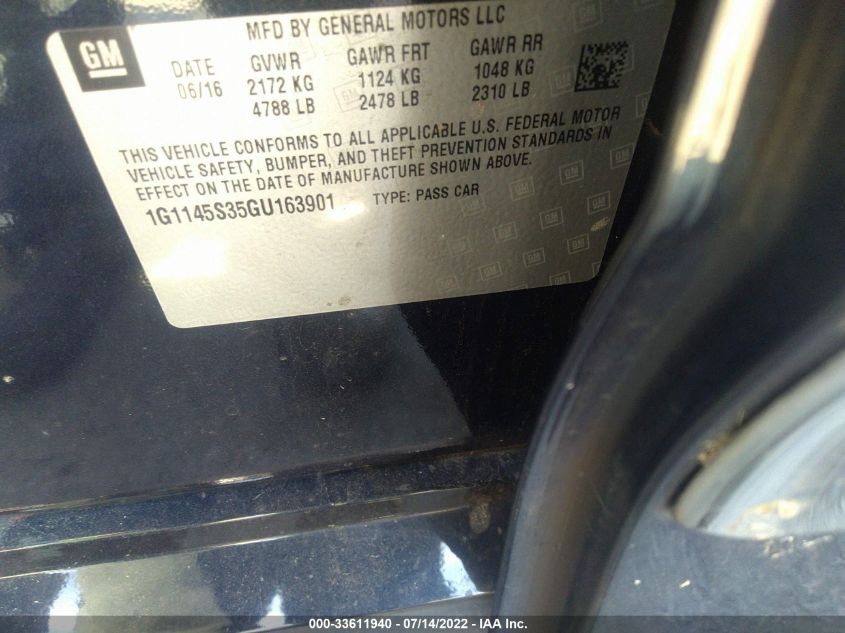 GM
MFD BY GENERAL MOTORS LLC
DATE GVWR GAWR FRT GAWR RR
06/16 2172 KG 1124 KG 1048 KG
4788 LB 2478 LB 2310 LB
THIS VEHICLE CONFORMS TO ALL APPLICABLE U.S. FEDERAL MOTOR
VEHICLE SAFETY, BUMPER, AND THEFT PREVENTION STANDARDS IN
EFFECT ON THE DATE OF MANUFACTURE SHOWN ABOVE.
1G1145S35GU163901 TYPE: PASS CAR
000-33611940 - 07/14/2022 - IAA Inc.